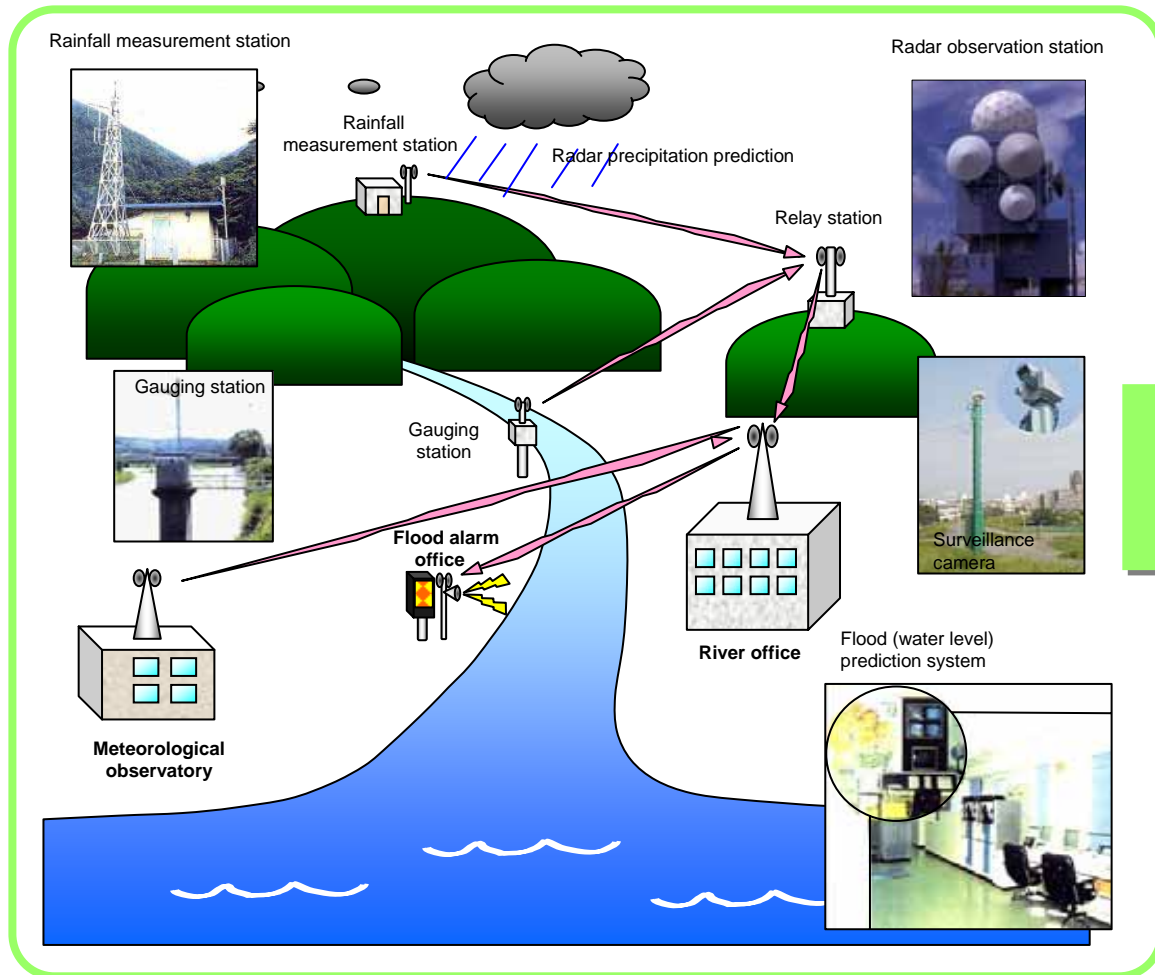 Rainfall measurement station
Radar observation station
Rainfall
measurement station
Radar precipitation prediction
Relay station
Gauging station
Gauging
station
Flood alarm
office
Surveillance
camera
River office
Flood (water level)
prediction system
Meteorological
observatory